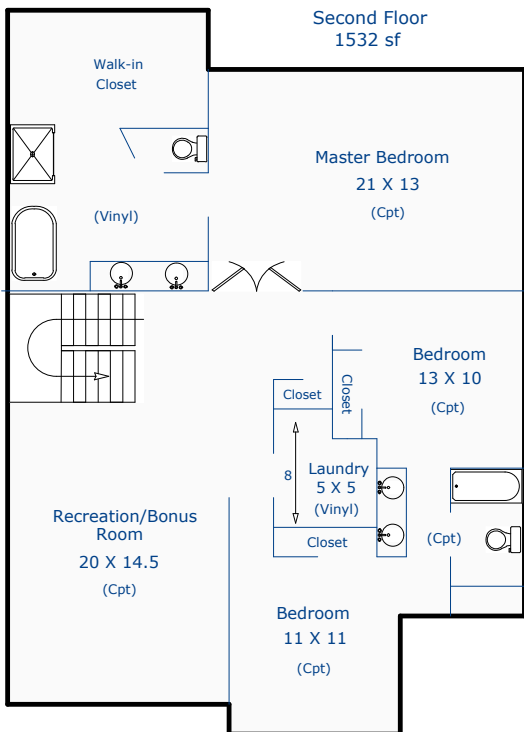 Second Floor
1532 sf
Walk-in
Closet
Master Bedroom
21 X 13
(Cpt)
(Vinyl)
Bedroom
13 X 10
(Cpt)
Closet
Closet
8
Laundry
5 X 5
(Vinyl)
Closet
(Cpt)
Recreation/Bonus
Room
20 X 14.5
(Cpt)
Bedroom
11 X 11
(Cpt)